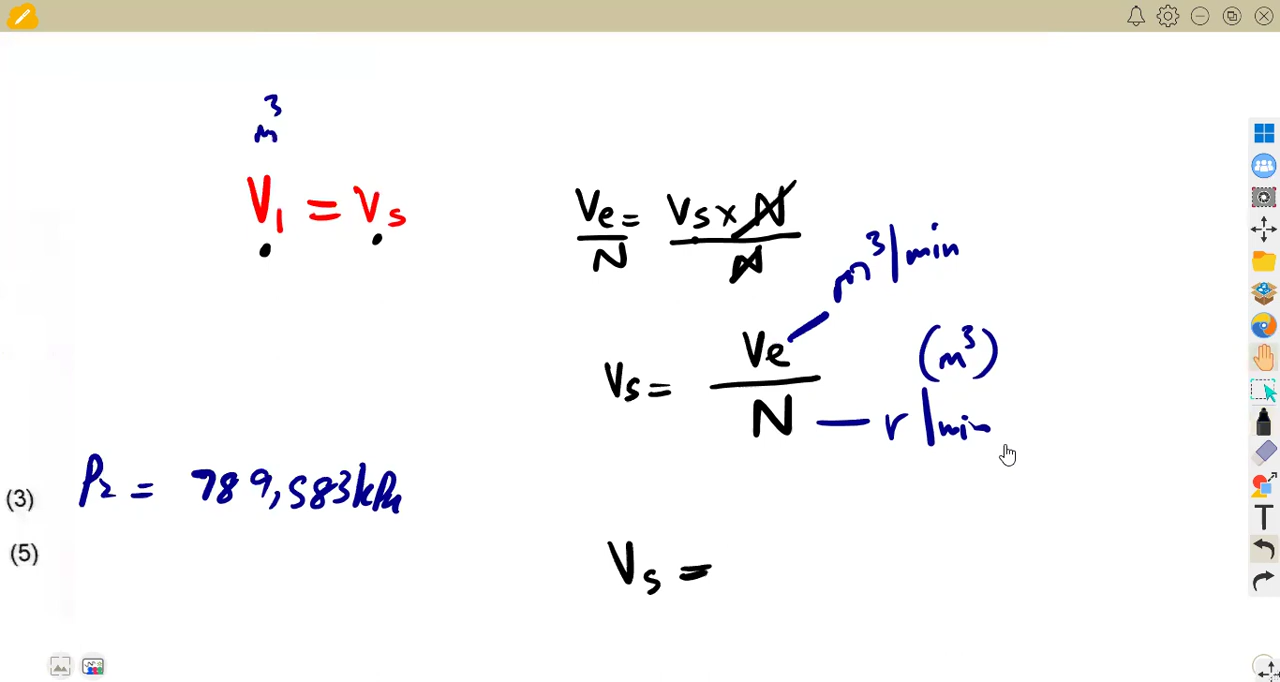 m³
V₁ = Vs
Ve/N = Vs x N/N
m³/min
Vs = Ve/N
(m³)
r/min
(3) P₂ = 789,583kPa
(5)
Vs =
T